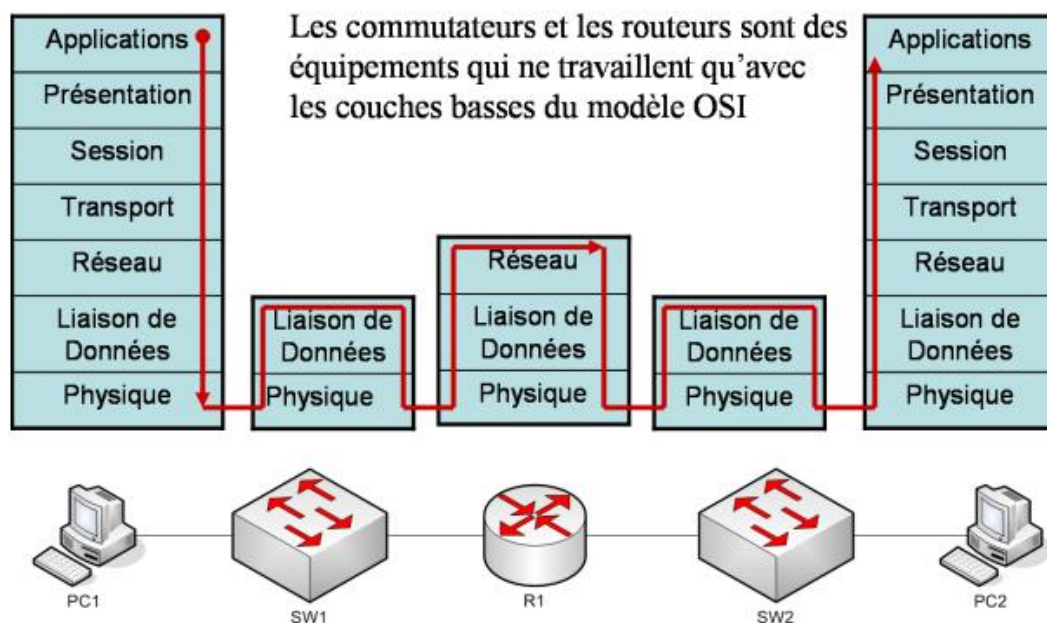 Applications
Présentation
Session
Transport
Réseau
Liaison de
Données
Physique
Les commutateurs et les routeurs sont des
équipements qui ne travaillent qu'avec
les couches basses du modèle OSI
Liaison de
Données
Physique
Réseau
Liaison de
Données
Physique
Liaison de
Données
Physique
Applications
Présentation
Session
Transport
Réseau
Liaison de
Données
Physique
PC1
SW1
R1
SW2
PC2